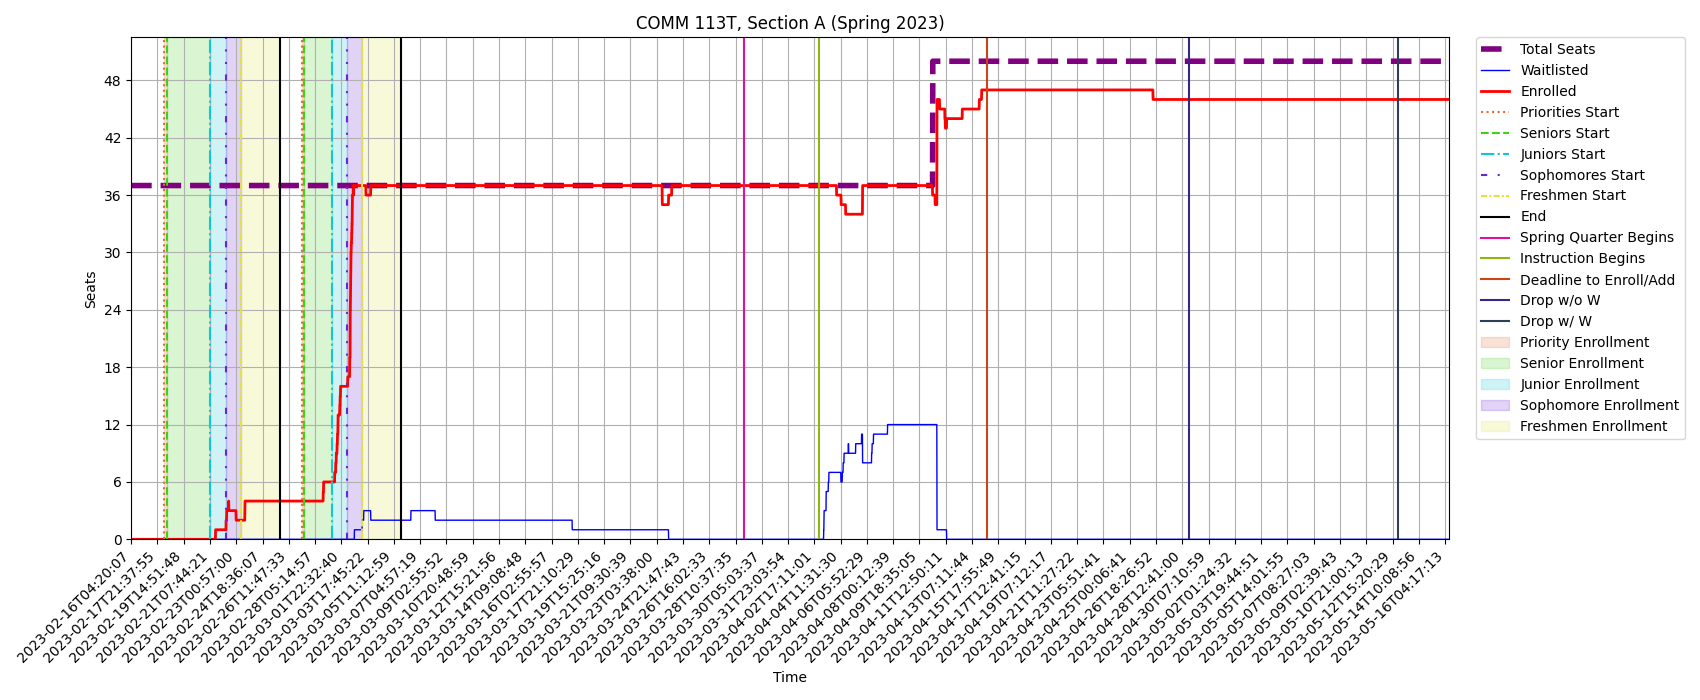 COMM 113T, Section A (Spring 2023)
Seats
48
42
36
30
24
18
12
6
0
2023-02-16T04:20:07
2023-02-17T21:37:55
2023-02-19T14:51:48
2023-02-21T07:44:21
2023-02-23T00:57:00
2023-02-24T18:36:07
2023-02-26T11:47:33
2023-02-28T05:14:57
2023-03-01T22:32:40
2023-03-03T17:45:22
2023-03-05T11:12:59
2023-03-07T04:57:19
2023-03-09T02:55:52
2023-03-10T20:48:59
2023-03-12T15:21:56
2023-03-14T09:08:48
2023-03-16T02:55:57
2023-03-17T21:10:29
2023-03-19T15:25:16
2023-03-21T09:30:39
2023-03-23T03:38:00
2023-03-24T21:47:43
2023-03-26T16:02:33
2023-03-28T10:37:35
2023-03-30T05:03:37
2023-03-31T23:03:54
2023-04-02T17:11:01
2023-04-04T11:31:30
2023-04-06T05:52:29
2023-04-08T00:12:39
2023-04-09T18:35:05
2023-04-11T12:50:11
2023-04-13T07:11:44
2023-04-15T17:55:49
2023-04-17T12:41:15
2023-04-19T07:12:17
2023-04-21T11:27:22
2023-04-23T05:51:41
2023-04-25T00:06:41
2023-04-26T18:26:52
2023-04-28T12:41:00
2023-04-30T07:10:59
2023-05-02T01:24:32
2023-05-03T19:44:51
2023-05-05T14:01:55
2023-05-07T08:27:03
2023-05-09T02:39:43
2023-05-10T21:00:13
2023-05-12T15:20:29
2023-05-14T10:08:56
2023-05-16T04:17:13
Time
Total Seats
Waitlisted
Enrolled
Priorities Start
Seniors Start
Juniors Start
Sophomores Start
Freshmen Start
End
Spring Quarter Begins
Instruction Begins
Deadline to Enroll/Add
Drop w/o W
Drop w/ W
Priority Enrollment
Senior Enrollment
Junior Enrollment
Sophomore Enrollment
Freshmen Enrollment